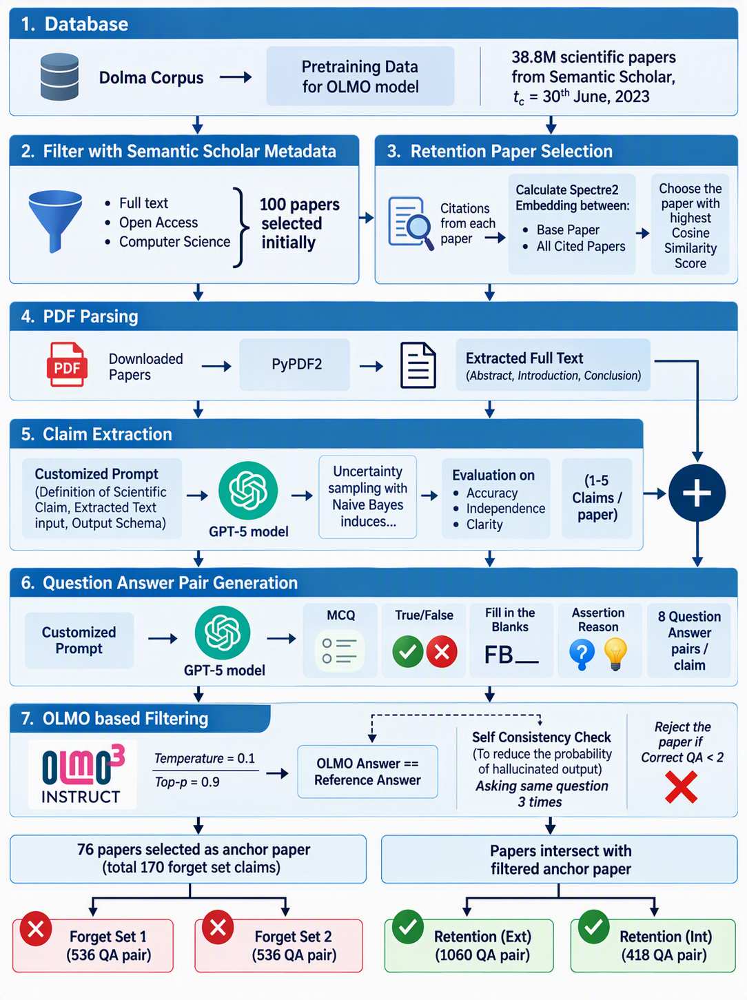 1. Database
Dolma Corpus
Pretraining Data
for OLMO model
38.8M scientific papers
from Semantic Scholar,
t_c = 30th June, 2023
2. Filter with Semantic Scholar Metadata
• Full text
• Open Access
• Computer Science
100 papers
selected
initially
3. Retention Paper Selection
Citations
from each
paper
Calculate Spectre2
Embedding between:
• Base Paper
• All Cited Papers
Choose the
paper with
highest
Cosine
Similarity
Score
4. PDF Parsing
PDF
Downloaded
Papers
PyPDF2
Extracted Full Text
(Abstract, Introduction, Conclusion)
5. Claim Extraction
Customized Prompt
(Definition of Scientific
Claim, Extracted Text
input, Output Schema)
GPT-5 model
Uncertainty
sampling with
Naive Bayes
induces...
Evaluation on
• Accuracy
• Independence
• Clarity
(1-5
Claims /
paper)
6. Question Answer Pair Generation
Customized
Prompt
GPT-5 model
MCQ
True/False
Fill in the
Blanks
FB__
Assertion
Reason
?
8 Question
Answer
pairs /
claim
7. OLMO based Filtering
OLMO3
INSTRUCT
Temperature = 0.1
Top-p = 0.9
OLMO Answer ==
Reference Answer
Self Consistency Check
(To reduce the probability
of hallucinated output)
Asking same question
3 times
Reject the
paper if
Correct QA < 2
76 papers selected as anchor paper
(total 170 forget set claims)
Papers intersect with
filtered anchor paper
Forget Set 1
(536 QA pair)
Forget Set 2
(536 QA pair)
Retention (Ext)
(1060 QA pair)
Retention (Int)
(418 QA pair)